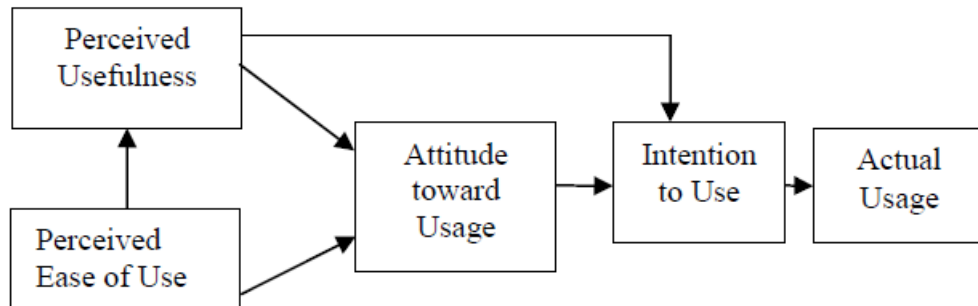 Perceived
Usefulness
Perceived
Ease of Use
Attitude
toward
Usage
Intention
to Use
Actual
Usage